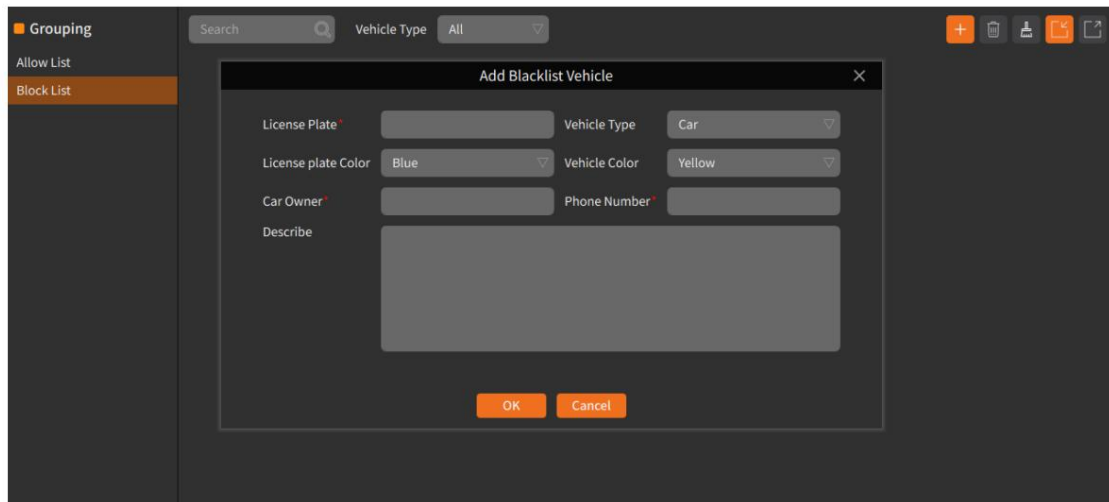 Grouping
Search
Vehicle Type
All
Allow List
Block List
Add Blacklist Vehicle
License Plate*
Vehicle Type
Car
License plate Color
Blue
Vehicle Color
Yellow
Car Owner*
Phone Number*
Describe
OK
Cancel